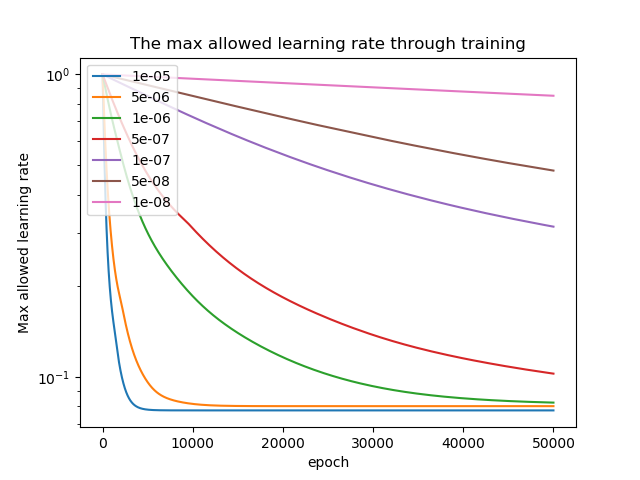 The max allowed learning rate through training
Max allowed learning rate
10⁰
10⁻¹
1e-05
5e-06
1e-06
5e-07
1e-07
5e-08
1e-08
0 10000 20000 30000 40000 50000
epoch